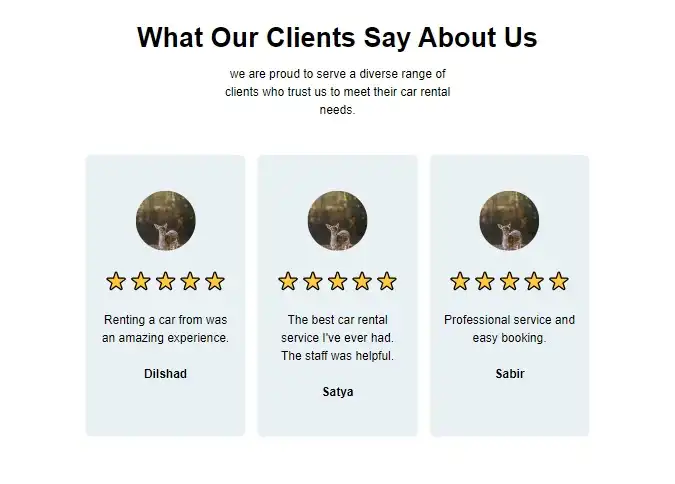 What Our Clients Say About Us
we are proud to serve a diverse range of
clients who trust us to meet their car rental
needs.
Renting a car from was
an amazing experience.
Dilshad
The best car rental
service I've ever had.
The staff was helpful.
Satya
Professional service and
easy booking.
Sabir